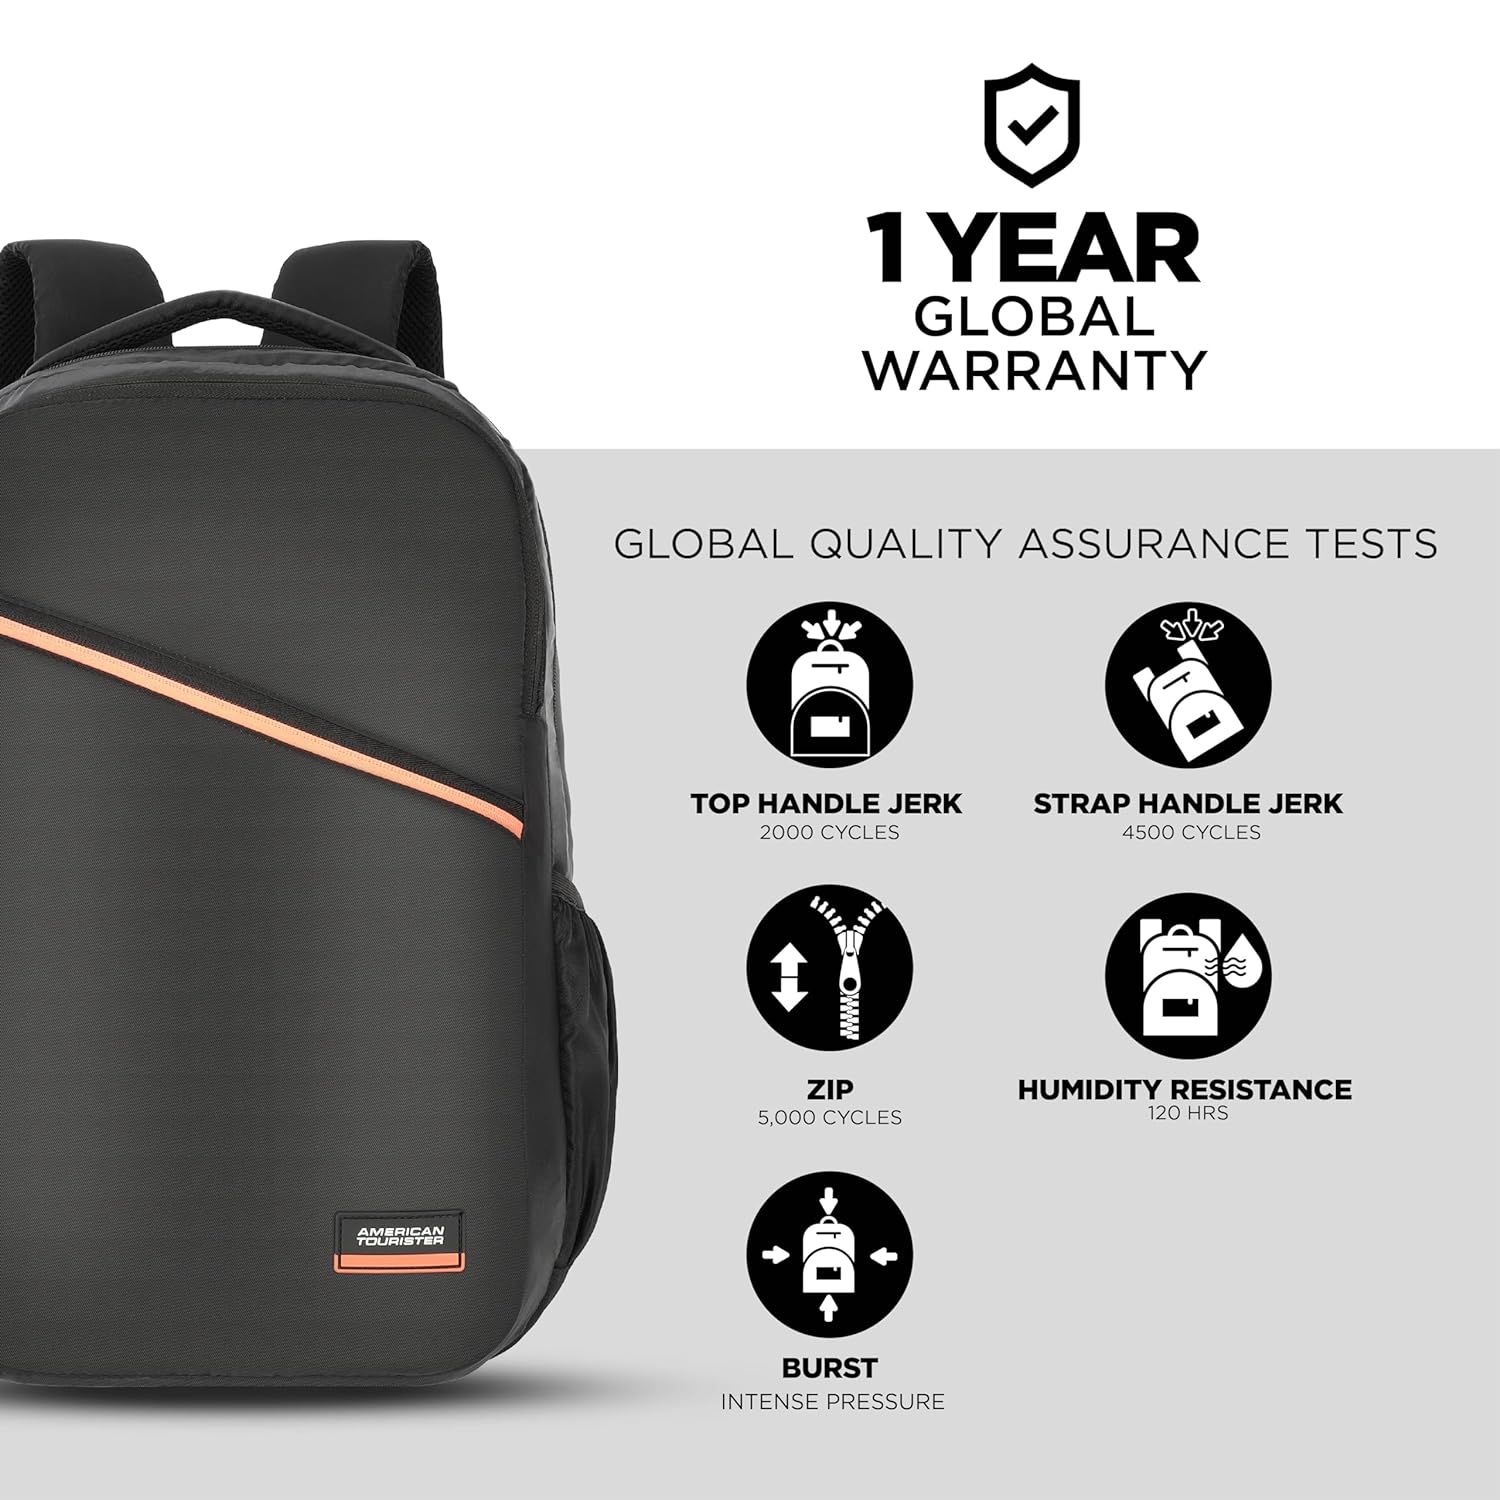 1 YEAR
GLOBAL
WARRANTY
GLOBAL QUALITY ASSURANCE TESTS
TOP HANDLE JERK
2000 CYCLES
STRAP HANDLE JERK
4500 CYCLES
ZIP
5,000 CYCLES
HUMIDITY RESISTANCE
120 HRS
BURST
INTENSE PRESSURE
AMERICAN
TOURISTER